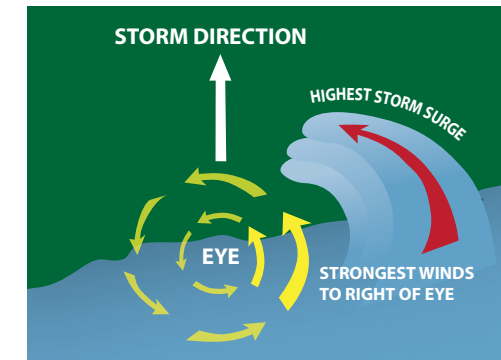 STORM DIRECTION
HIGHEST STORM SURGE
EYE
STRONGEST WINDS
TO RIGHT OF EYE